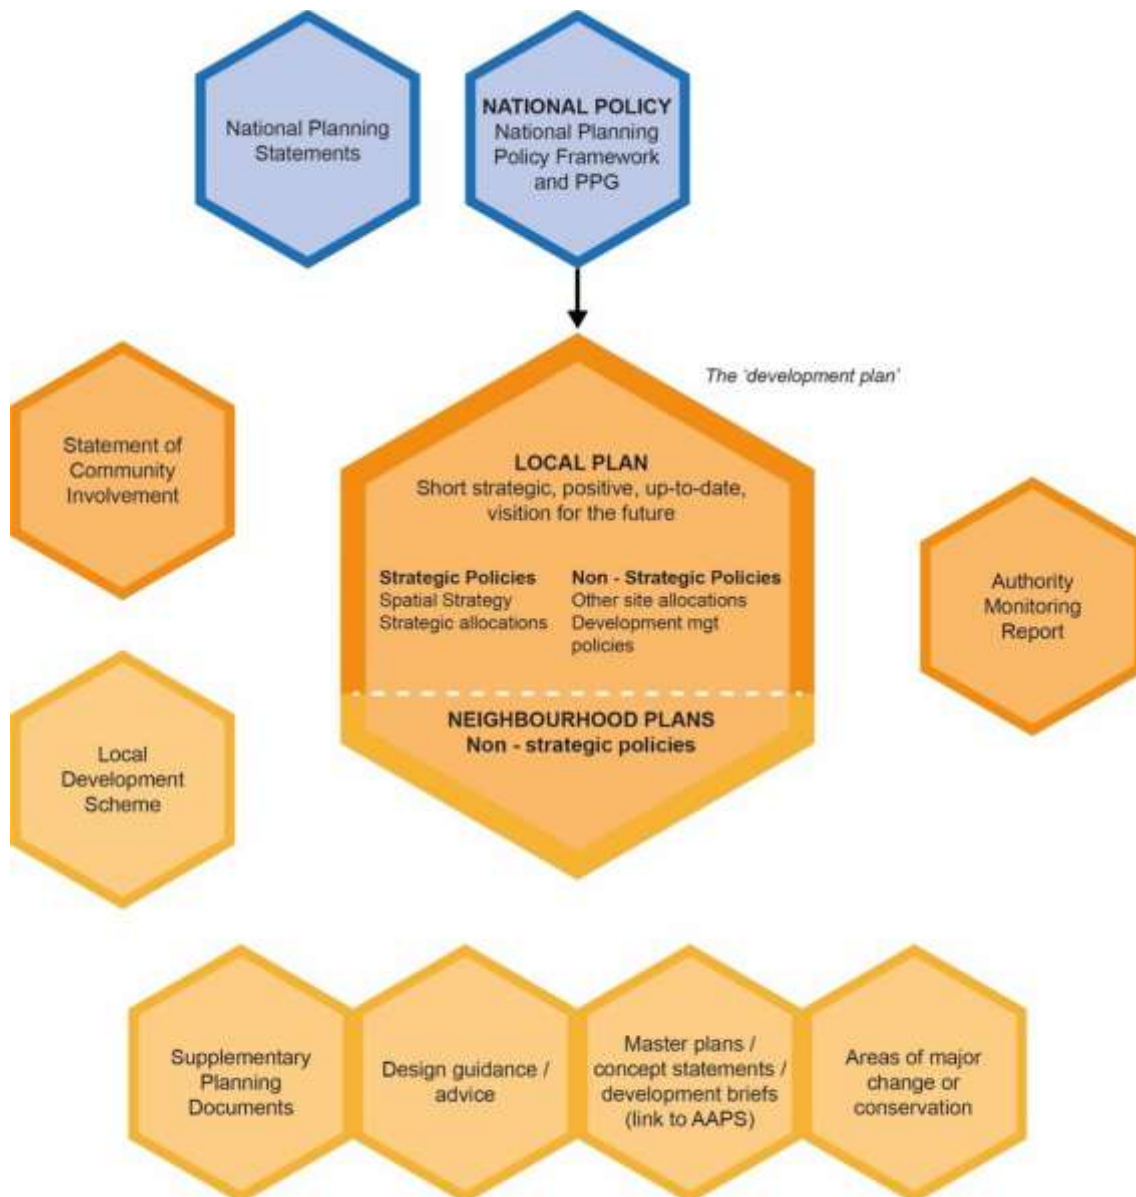 National Planning
Statements
NATIONAL POLICY
National Planning
Policy Framework
and PPG
The 'development plan'
Statement of
Community
Involvement
LOCAL PLAN
Short strategic, positive, up-to-date,
visition for the future
Strategic Policies
Spatial Strategy
Strategic allocations
Non - Strategic Policies
Other site allocations
Development mgt
policies
Authority
Monitoring
Report
NEIGHBOURHOOD PLANS
Non - strategic policies
Local
Development
Scheme
Supplementary
Planning
Documents
Design guidance /
advice
Master plans /
concept statements /
development briefs
(link to AAPS)
Areas of major
change or
conservation